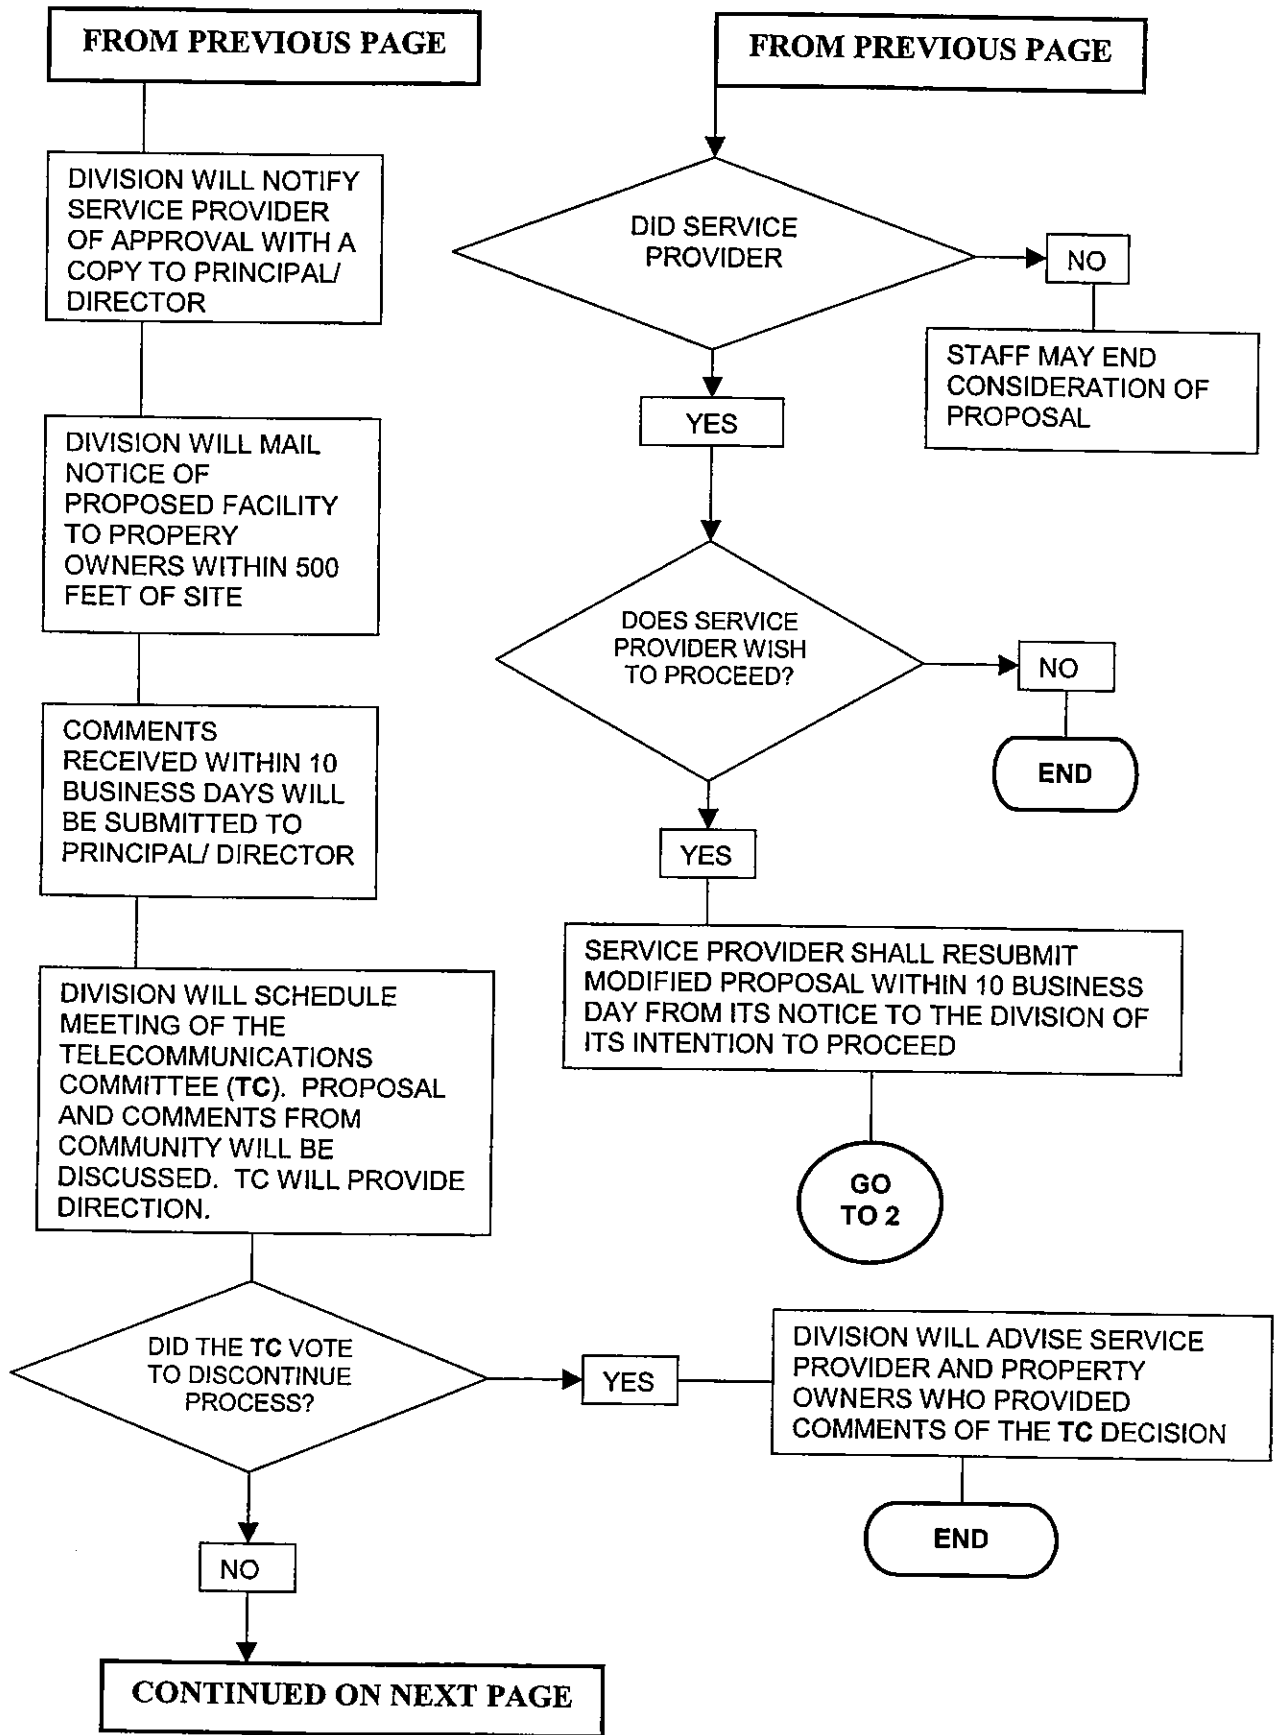 FROM PREVIOUS PAGE
DIVISION WILL NOTIFY
SERVICE PROVIDER
OF APPROVAL WITH A
COPY TO PRINCIPAL/
DIRECTOR
DIVISION WILL MAIL
NOTICE OF
PROPOSED FACILITY
TO PROPERY
OWNERS WITHIN 500
FEET OF SITE
COMMENTS
RECEIVED WITHIN 10
BUSINESS DAYS WILL
BE SUBMITTED TO
PRINCIPAL/ DIRECTOR
DIVISION WILL SCHEDULE
MEETING OF THE
TELECOMMUNICATIONS
COMMITTEE (TC). PROPOSAL
AND COMMENTS FROM
COMMUNITY WILL BE
DISCUSSED. TC WILL PROVIDE
DIRECTION.
DID THE TC VOTE
TO DISCONTINUE
PROCESS?
YES
DIVISION WILL ADVISE SERVICE
PROVIDER AND PROPERTY
OWNERS WHO PROVIDED
COMMENTS OF THE TC DECISION
END
NO
CONTINUED ON NEXT PAGE
FROM PREVIOUS PAGE
DID SERVICE
PROVIDER
NO
STAFF MAY END
CONSIDERATION OF
PROPOSAL
YES
DOES SERVICE
PROVIDER WISH
TO PROCEED?
NO
END
YES
SERVICE PROVIDER SHALL RESUBMIT
MODIFIED PROPOSAL WITHIN 10 BUSINESS
DAY FROM ITS NOTICE TO THE DIVISION OF
ITS INTENTION TO PROCEED
GO
TO 2